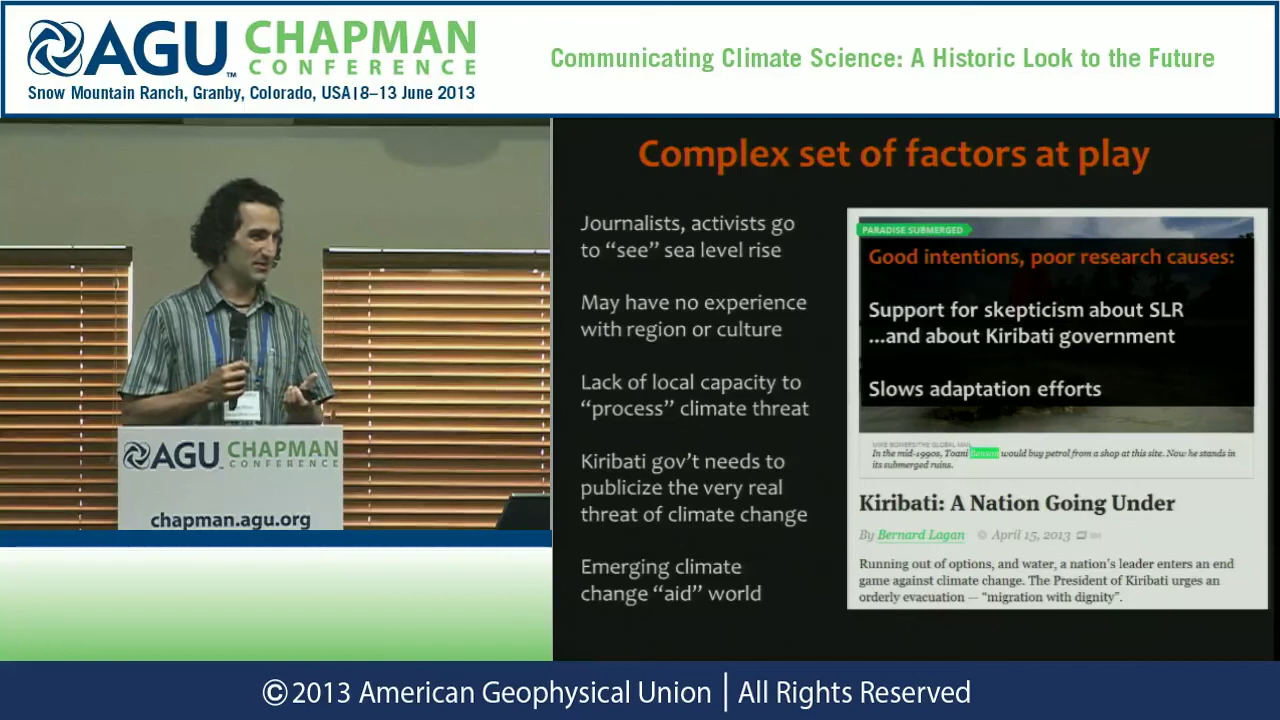 AGU CHAPMAN
CONFERENCE
Snow Mountain Ranch, Granby, Colorado, USA|8–13 June 2013
Communicating Climate Science: A Historic Look to the Future
AGU CHAPMAN
CONFERENCE
chapman.agu.org
Complex set of factors at play
Journalists, activists go
to “see” sea level rise
May have no experience
with region or culture
Lack of local capacity to
“process” climate threat
Kiribati gov’t needs to
publicize the very real
threat of climate change
Emerging climate
change “aid” world
PARADISE SUBMERGED
Good intentions, poor research causes:
Support for skepticism about SLR
...and about Kiribati government
Slows adaptation efforts
MIKE BOWERS/THE GLOBAL MAIL
In the mid-1990s, Toani would buy petrol from a shop at this site. Now he stands in
its submerged ruins.
Kiribati: A Nation Going Under
By Bernard Lagan April 15, 2013
Running out of options, and water, a nation’s leader enters an end
game against climate change. The President of Kiribati urges an
orderly evacuation — “migration with dignity”.
©2013 American Geophysical Union | All Rights Reserved